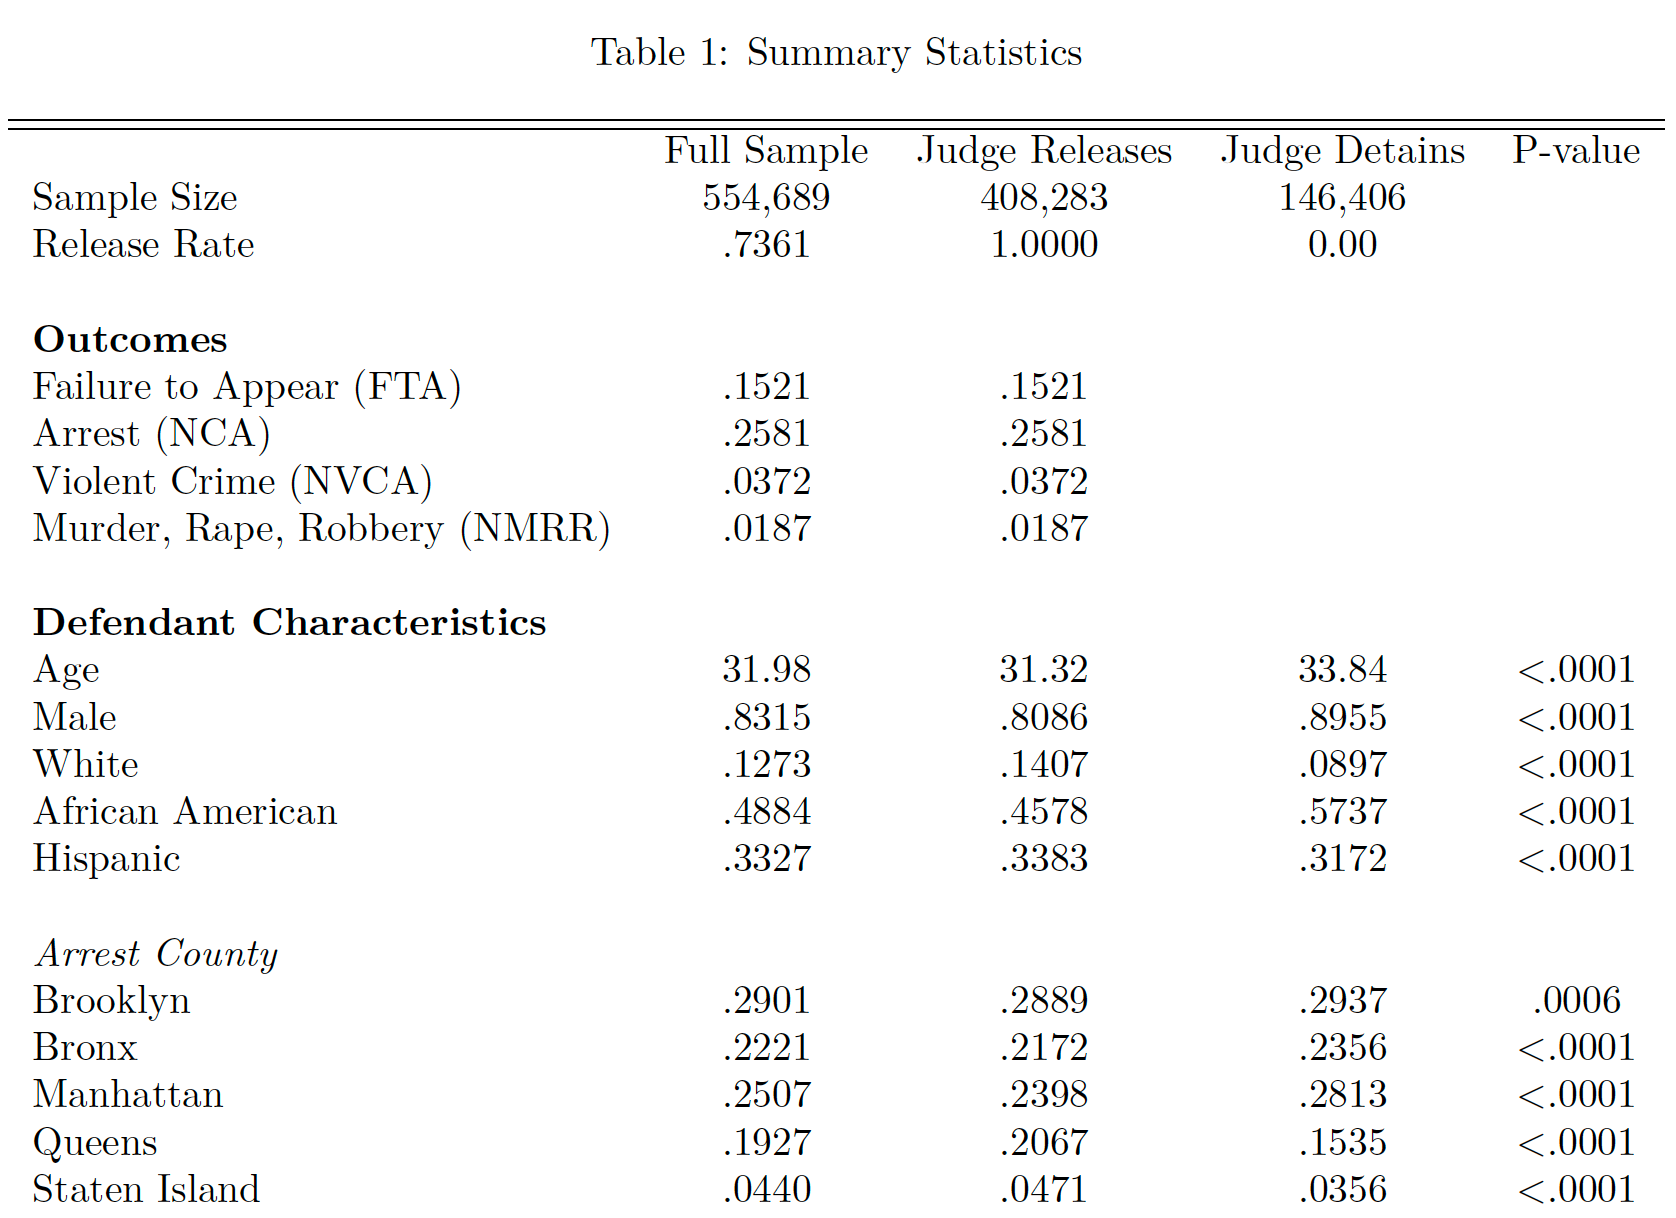 Table 1: Summary Statistics
Full Sample Judge Releases Judge Detains P-value
Sample Size 554,689 408,283 146,406
Release Rate .7361 1.0000 0.00
Outcomes
Failure to Appear (FTA) .1521 .1521
Arrest (NCA) .2581 .2581
Violent Crime (NVCA) .0372 .0372
Murder, Rape, Robbery (NMRR) .0187 .0187
Defendant Characteristics
Age 31.98 31.32 33.84 <.0001
Male .8315 .8086 .8955 <.0001
White .1273 .1407 .0897 <.0001
African American .4884 .4578 .5737 <.0001
Hispanic .3327 .3383 .3172 <.0001
Arrest County
Brooklyn .2901 .2889 .2937 .0006
Bronx .2221 .2172 .2356 <.0001
Manhattan .2507 .2398 .2813 <.0001
Queens .1927 .2067 .1535 <.0001
Staten Island .0440 .0471 .0356 <.0001